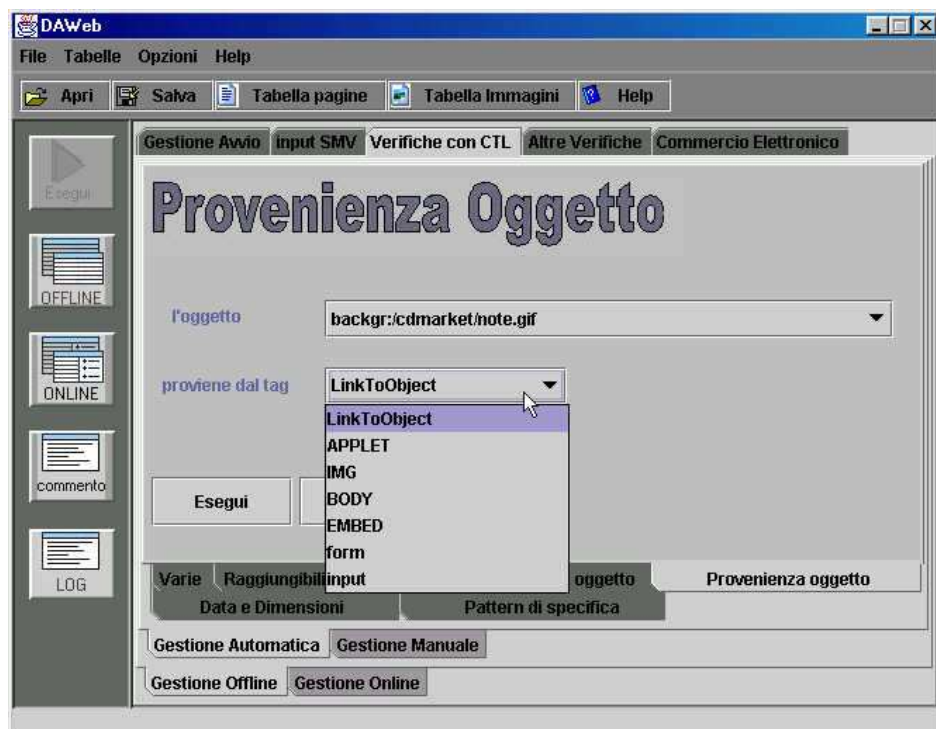 DAWeb
File Tabelle Opzioni Help
Apri Salva Tabella pagine Tabella Immagini Help
Gestione Avvio input SMV Verifiche con CTL Altre Verifiche Commercio Elettronico
Esegui
Provenienza Oggetto
OFFLINE
l'oggetto backgr:/cdmarket/note.gif
ONLINE
proviene dal tag LinkToObject
LinkToObject
APPLET
IMG
commento
Esegui
BODY
EMBED
form
LOG
Varie Raggiungibili input oggetto Provenienza oggetto
Data e Dimensioni Pattern di specifica
Gestione Automatica Gestione Manuale
Gestione Offline Gestione Online